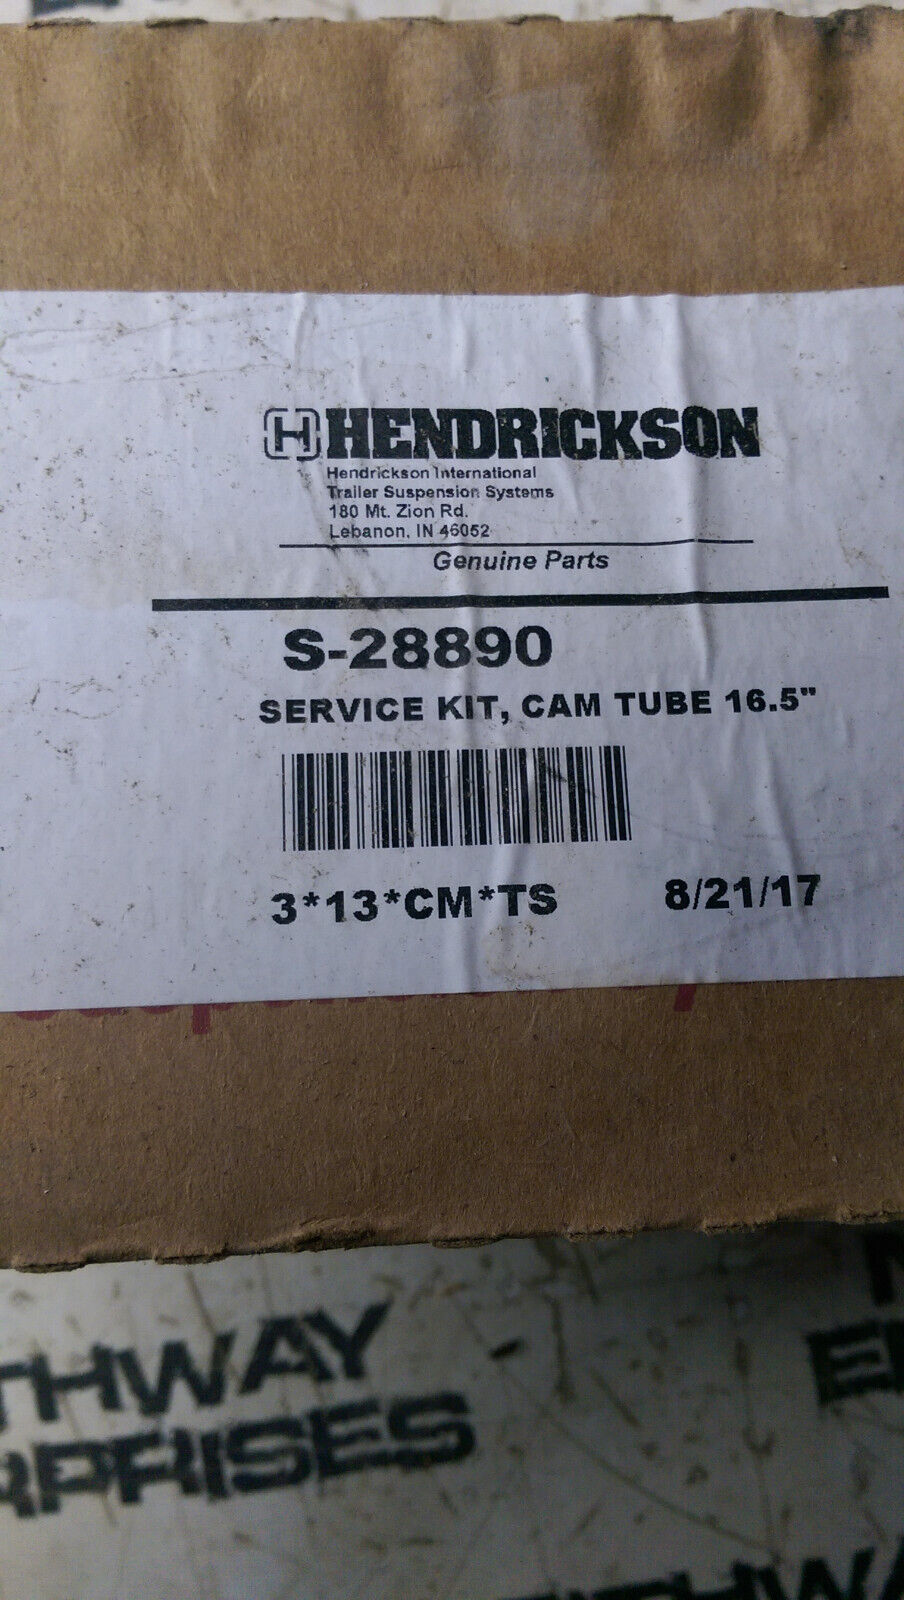 H HENDRICKSON
Hendrickson International
Trailer Suspension Systems
180 Mt. Zion Rd.
Lebanon, IN 46052
Genuine Parts
S-28890
SERVICE KIT, CAM TUBE 16.5"
3*13*CM*TS 8/21/17
THWAY
RPRISES